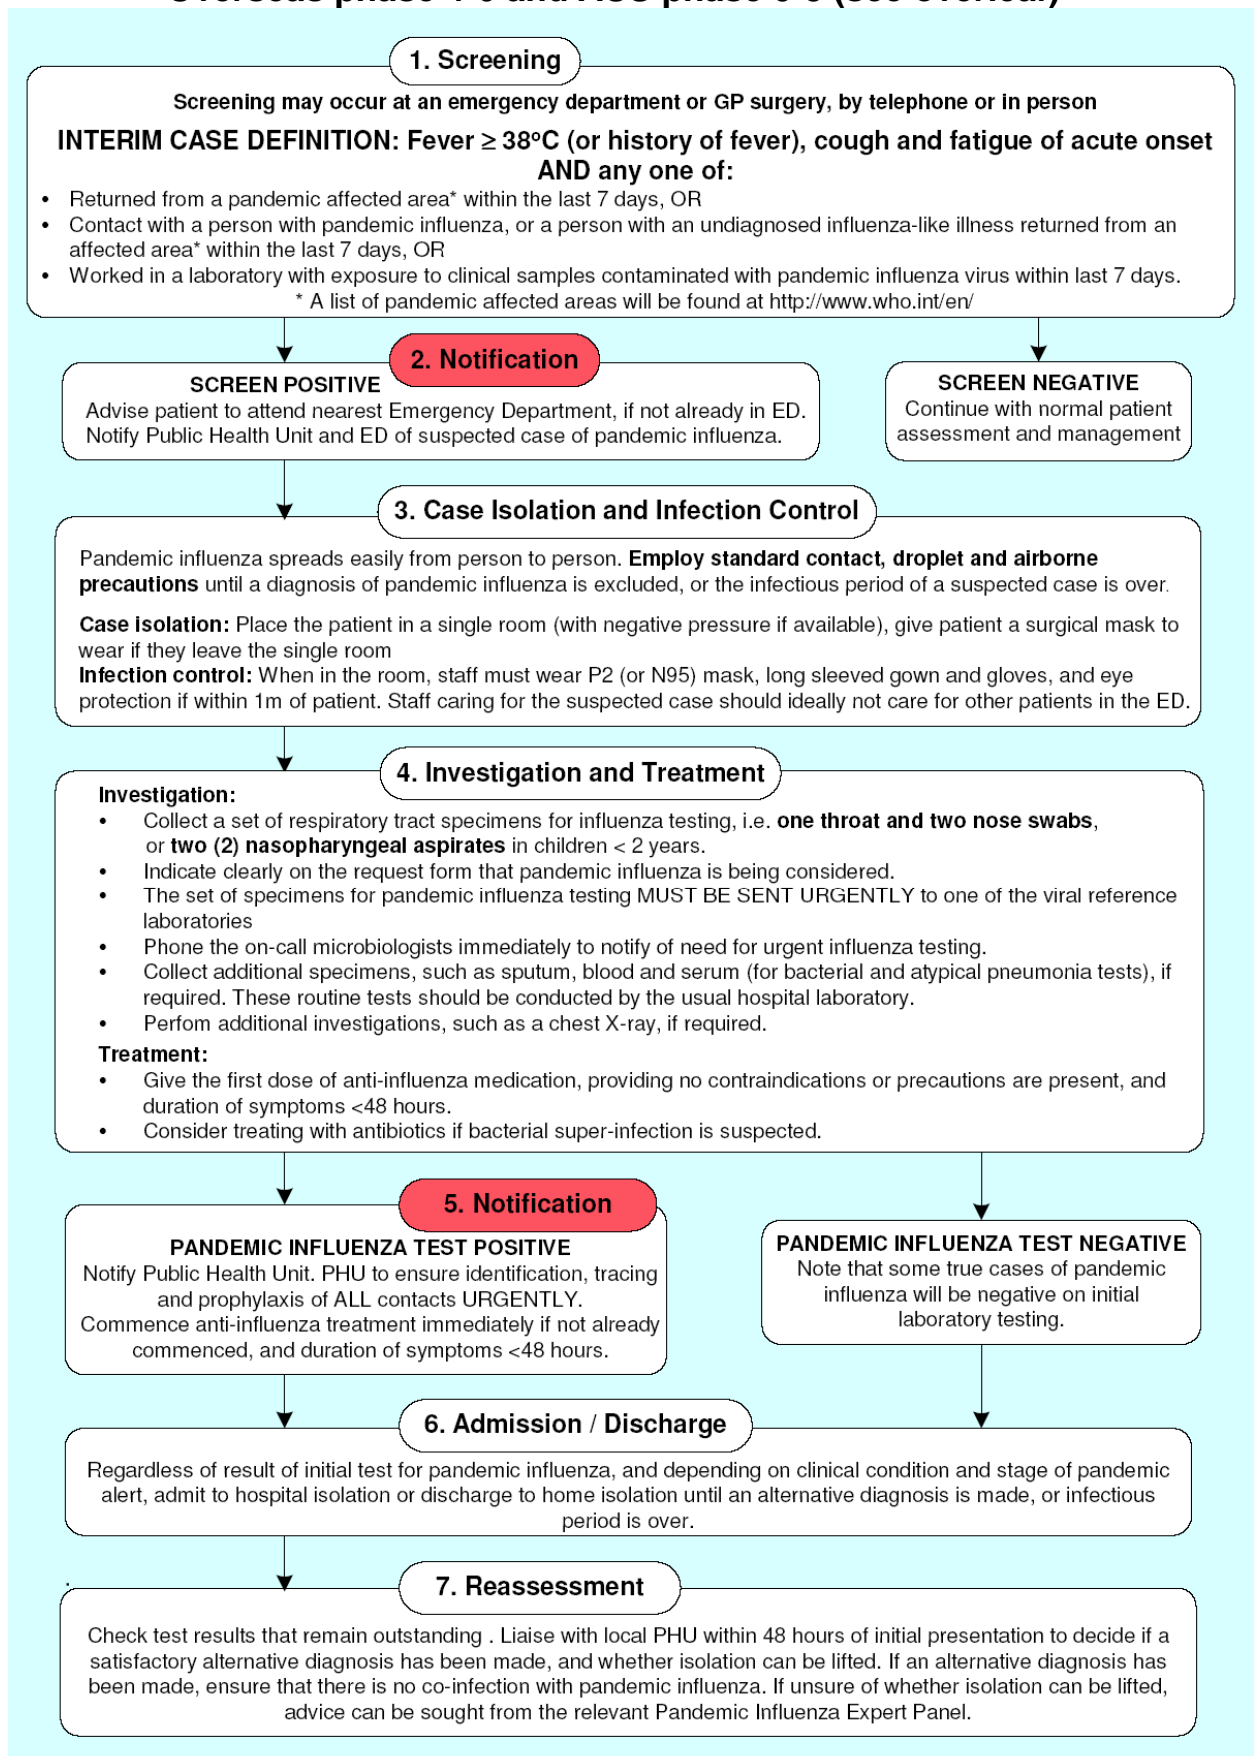 1. Screening
Screening may occur at an emergency department or GP surgery, by telephone or in person
INTERIM CASE DEFINITION: Fever ≥ 38ºC (or history of fever), cough and fatigue of acute onset
AND any one of:
• Returned from a pandemic affected area* within the last 7 days, OR
• Contact with a person with pandemic influenza, or a person with an undiagnosed influenza-like illness returned from an
affected area* within the last 7 days, OR
• Worked in a laboratory with exposure to clinical samples contaminated with pandemic influenza virus within last 7 days.
* A list of pandemic affected areas will be found at http://www.who.int/en/
2. Notification
SCREEN POSITIVE
Advise patient to attend nearest Emergency Department, if not already in ED.
Notify Public Health Unit and ED of suspected case of pandemic influenza.
SCREEN NEGATIVE
Continue with normal patient
assessment and management
3. Case Isolation and Infection Control
Pandemic influenza spreads easily from person to person. Employ standard contact, droplet and airborne
precautions until a diagnosis of pandemic influenza is excluded, or the infectious period of a suspected case is over.
Case isolation: Place the patient in a single room (with negative pressure if available), give patient a surgical mask to
wear if they leave the single room
Infection control: When in the room, staff must wear P2 (or N95) mask, long sleeved gown and gloves, and eye
protection if within 1m of patient. Staff caring for the suspected case should ideally not care for other patients in the ED.
4. Investigation and Treatment
Investigation:
• Collect a set of respiratory tract specimens for influenza testing, i.e. one throat and two nose swabs,
or two (2) nasopharyngeal aspirates in children < 2 years.
• Indicate clearly on the request form that pandemic influenza is being considered.
• The set of specimens for pandemic influenza testing MUST BE SENT URGENTLY to one of the viral reference
laboratories
• Phone the on-call microbiologists immediately to notify of need for urgent influenza testing.
• Collect additional specimens, such as sputum, blood and serum (for bacterial and atypical pneumonia tests), if
required. These routine tests should be conducted by the usual hospital laboratory.
• Perfom additional investigations, such as a chest X-ray, if required.
Treatment:
• Give the first dose of anti-influenza medication, providing no contraindications or precautions are present, and
duration of symptoms <48 hours.
• Consider treating with antibiotics if bacterial super-infection is suspected.
5. Notification
PANDEMIC INFLUENZA TEST POSITIVE
Notify Public Health Unit. PHU to ensure identification, tracing
and prophylaxis of ALL contacts URGENTLY.
Commence anti-influenza treatment immediately if not already
commenced, and duration of symptoms <48 hours.
PANDEMIC INFLUENZA TEST NEGATIVE
Note that some true cases of pandemic
influenza will be negative on initial
laboratory testing.
6. Admission / Discharge
Regardless of result of initial test for pandemic influenza, and depending on clinical condition and stage of pandemic
alert, admit to hospital isolation or discharge to home isolation until an alternative diagnosis is made, or infectious
period is over.
7. Reassessment
Check test results that remain outstanding . Liaise with local PHU within 48 hours of initial presentation to decide if a
satisfactory alternative diagnosis has been made, and whether isolation can be lifted. If an alternative diagnosis has
been made, ensure that there is no co-infection with pandemic influenza. If unsure of whether isolation can be lifted,
advice can be sought from the relevant Pandemic Influenza Expert Panel.